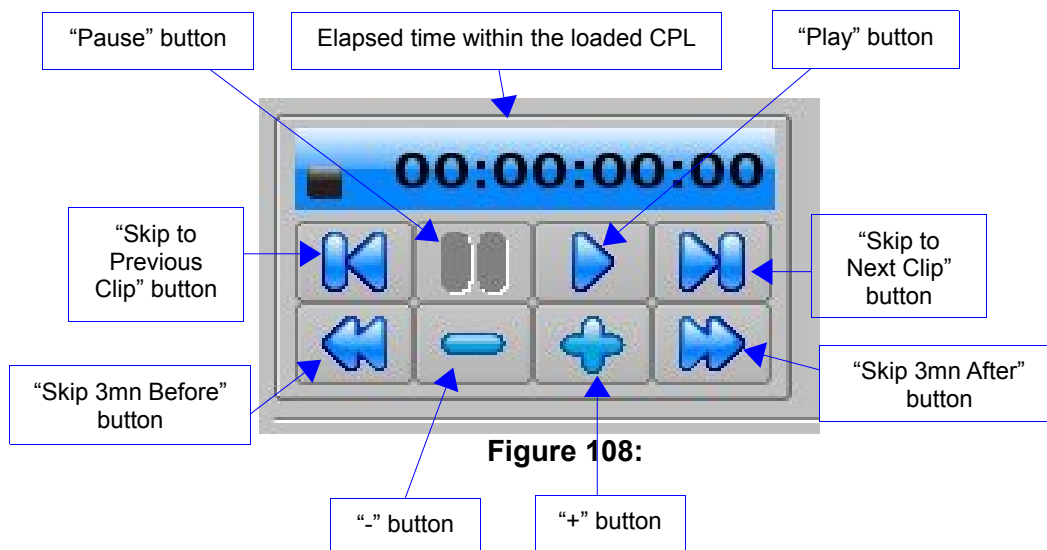 “Pause” button
Elapsed time within the loaded CPL
“Play” button
00:00:00:00
“Skip to
Previous
Clip” button
“Skip to
Next Clip”
button
“Skip 3mn Before”
button
“Skip 3mn After”
button
Figure 108:
“-” button
“+” button